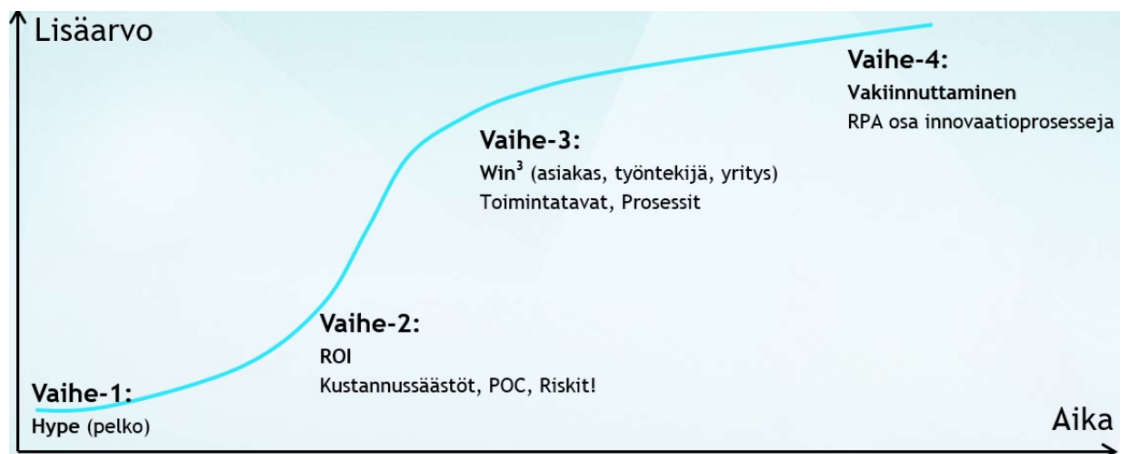 Lisäarvo
Vaihe-4:
Vakiinnuttaminen
RPA osa innovaatioprosesseja
Vaihe-3:
Win³ (asiakas, työntekijä, yritys)
Toimintatavat, Prosessit
Vaihe-2:
ROI
Kustannussäästöt, POC, Riskit!
Vaihe-1:
Hype (pelko)
Aika